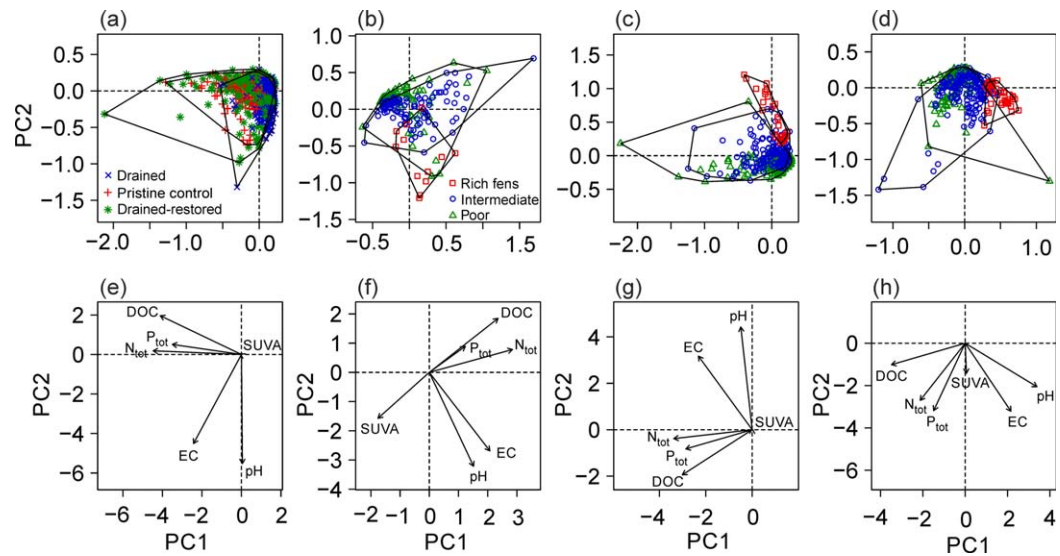 (a) (b) (c) (d)
PC2
0.5
0.0
−0.5
−1.0
−1.5
−2.0 −1.0 0.0
× Drained
+ Pristine control
✳ Drained-restored
1.0
0.5
0.0
−0.5
−1.0
−1.5
−0.5 0.5 1.5
□ Rich fens
○ Intermediate
△ Poor
1.5
1.0
0.5
0.0
−0.5
−2.0 −1.0 0.0
0.5
0.0
−0.5
−1.0
−1.5
−1.0 0.0 1.0
(e) (f) (g) (h)
PC2
2
0
−2
−4
−6
DOC
Ptot
Ntot
SUVA
EC
pH
−6 −4 −2 0 2
PC1
2
1
0
−1
−2
−3
−4
DOC
Ptot
Ntot
SUVA
EC
pH
−2 −1 0 1 2 3
PC1
4
2
0
−2
pH
EC
SUVA
Ntot
Ptot
DOC
−4 −2 0
PC1
0
−2
−4
−6
DOC
SUVA
pH
Ntot
Ptot
EC
−4 −2 0 2 4
PC1